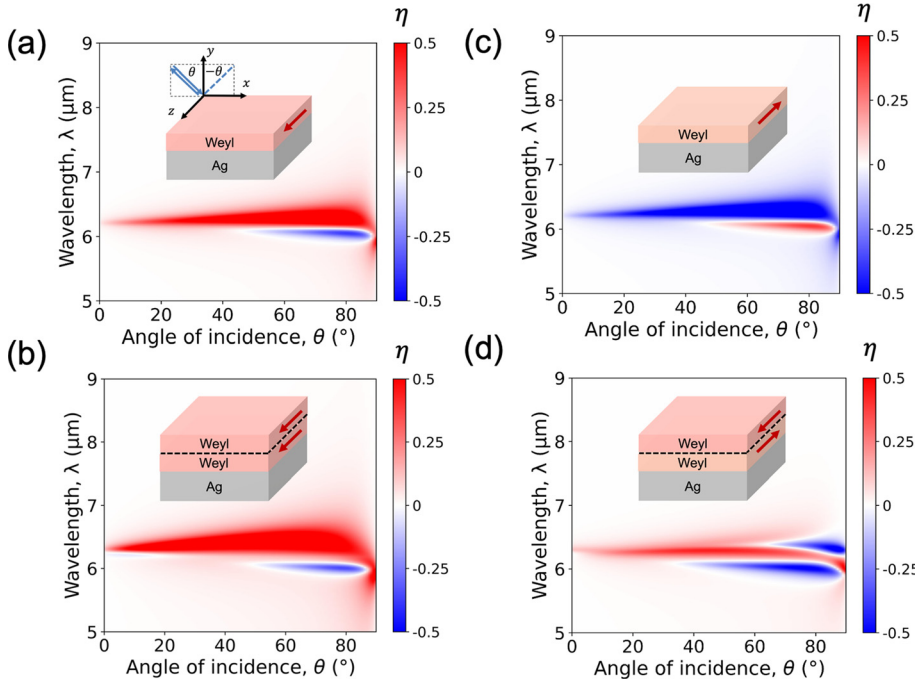 (a)
η
9
8
7
6
5
Wavelength, λ (μm)
0
20
40
60
80
Angle of incidence, θ (°)
0.5
0.25
0
-0.25
-0.5
y
θ
-θ
x
z
Weyl
Ag
(c)
η
9
8
7
6
5
Wavelength, λ (μm)
0
20
40
60
80
Angle of incidence, θ (°)
0.5
0.25
0
-0.25
-0.5
Weyl
Ag
(b)
η
9
8
7
6
5
Wavelength, λ (μm)
0
20
40
60
80
Angle of incidence, θ (°)
0.5
0.25
0
-0.25
-0.5
Weyl
Weyl
Ag
(d)
η
9
8
7
6
5
Wavelength, λ (μm)
0
20
40
60
80
Angle of incidence, θ (°)
0.5
0.25
0
-0.25
-0.5
Weyl
Weyl
Ag